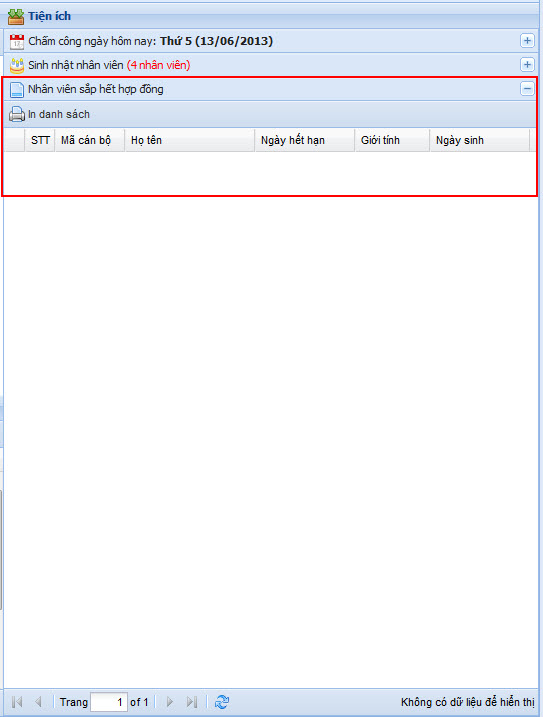 Tiện ích
Chấm công ngày hôm nay: Thứ 5 (13/06/2013)
Sinh nhật nhân viên (4 nhân viên)
Nhân viên sắp hết hợp đồng
In danh sách
STT Mã cán bộ Họ tên Ngày hết hạn Giới tính Ngày sinh
Trang 1 of 1 Không có dữ liệu để hiển thị